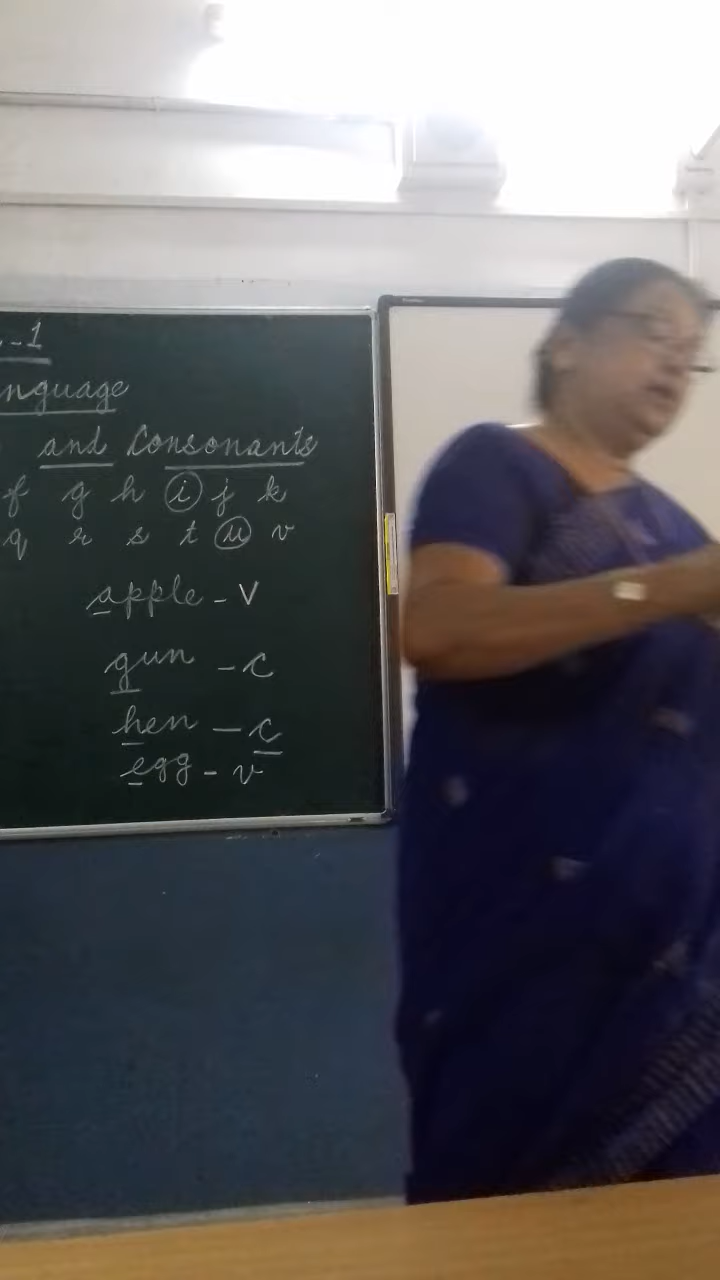 -1
nguage
and Consonants
f g h i j k
q r s t u v
apple - V
gun - c
hen - c
egg - v